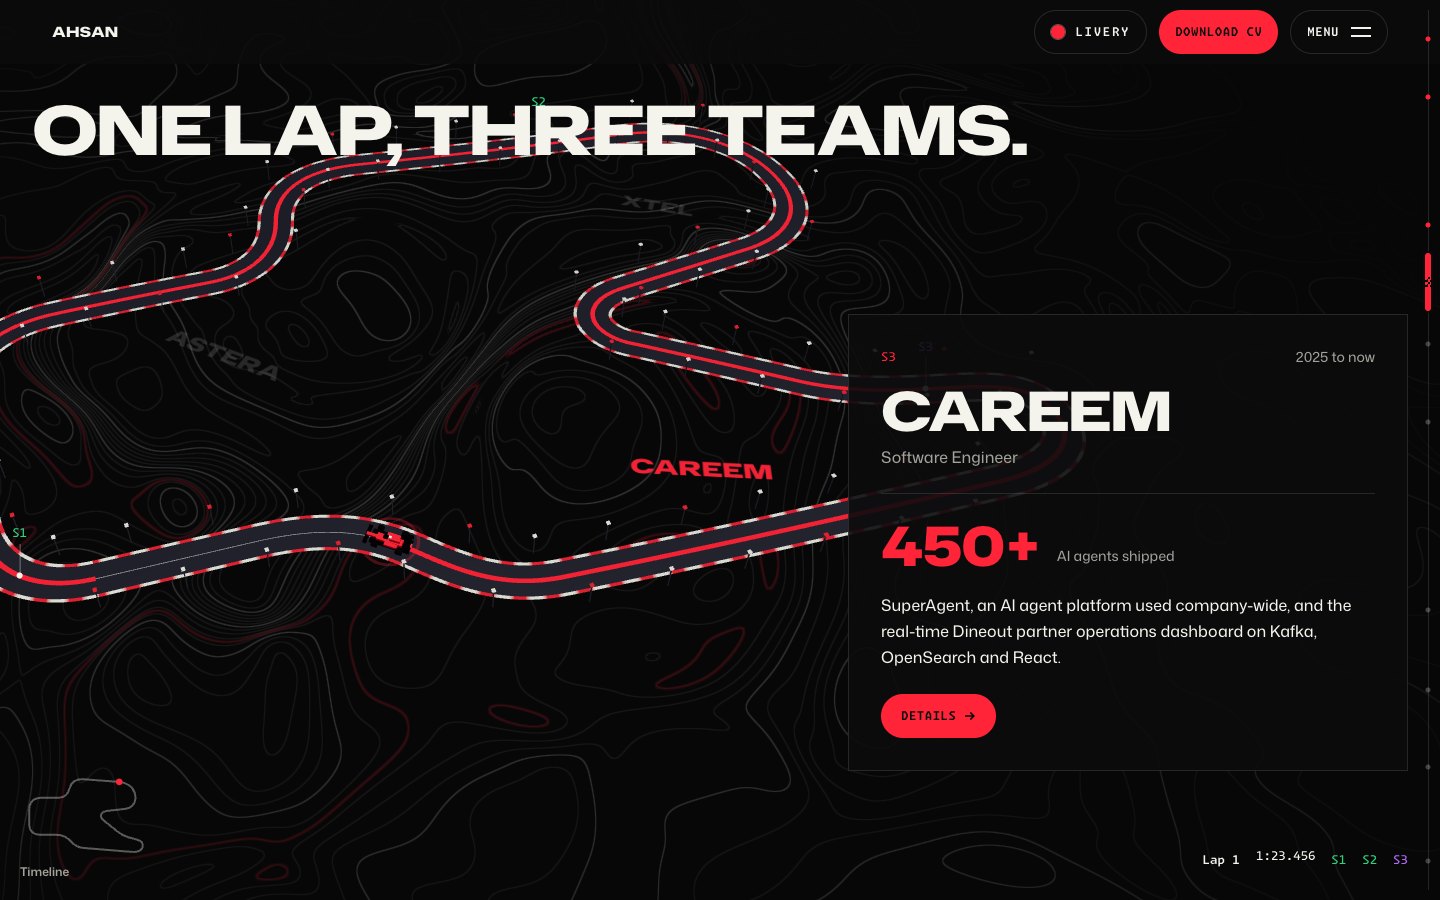 AHSAN
LIVERY
DOWNLOAD CV
MENU
S2
ONE LAP, THREE TEAMS.
XTEL
ASTERA
S3
S3
2025 to now
CAREEM
Software Engineer
CAREEM
S1
450+ AI agents shipped
SuperAgent, an AI agent platform used company-wide, and the
real-time Dineout partner operations dashboard on Kafka,
OpenSearch and React.
DETAILS →
Timeline
Lap 1 1:23.456 S1 S2 S3